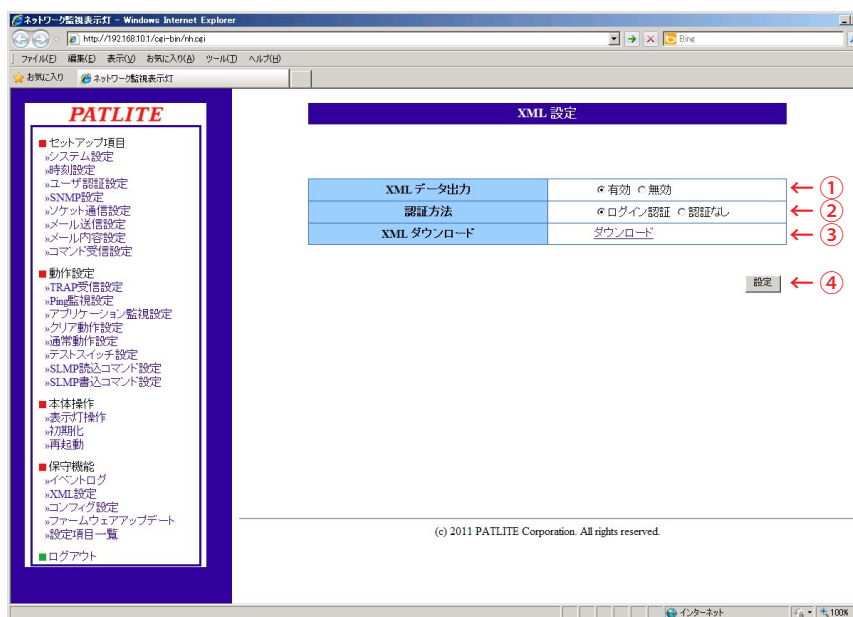 ネットワーク監視表示灯 - Windows Internet Explorer
http://192.168.10.1/cgi-bin/nh.cgi
Bing
ファイル(F) 編集(E) 表示(V) お気に入り(A) ツール(T) ヘルプ(H)
お気に入り ネットワーク監視表示灯
PATLITE
■セットアップ項目
»システム設定
»時刻設定
»ユーザ認証設定
»SNMP設定
»ソケット通信設定
»メール送信設定
»メール内容設定
»コマンド受信設定
■動作設定
»TRAP受信設定
»Ping監視設定
»アプリケーション監視設定
»クリア動作設定
»通常動作設定
»テストスイッチ設定
»SLMP読込コマンド設定
»SLMP書込コマンド設定
■本体操作
»表示灯操作
»初期化
»再起動
■保守機能
»イベントログ
»XML設定
»コンフィグ設定
»ファームウェアアップデート
»設定項目一覧
■ログアウト
XML 設定
XML データ出力 有効 無効 ← ①
認証方法 ログイン認証 認証なし ← ②
XML ダウンロード ダウンロード ← ③
設定 ← ④
(c) 2011 PATLITE Corporation. All rights reserved.
インターネット 100%